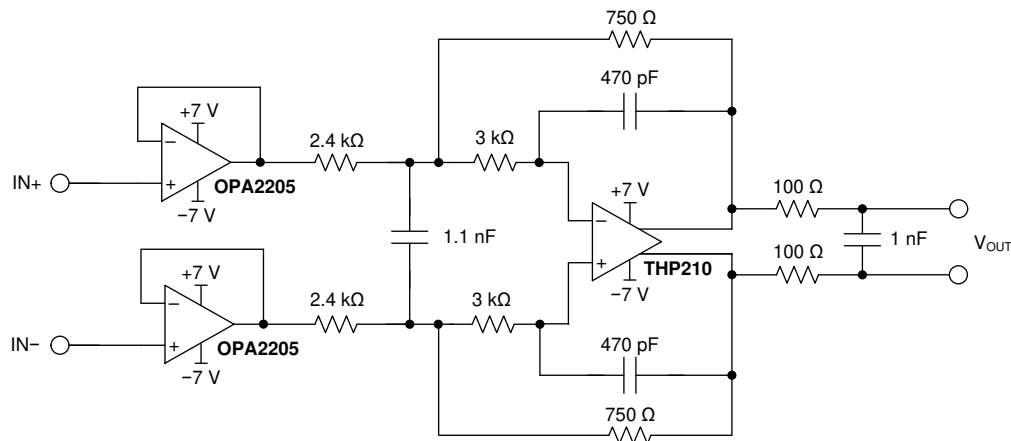 750 Ω
470 pF
+7 V
2.4 kΩ
3 kΩ
−
+
IN+
−7 V
OPA2205
+7 V
100 Ω
−
1.1 nF
1 nF
VOUT
+
THP210
−7 V
100 Ω
+7 V
2.4 kΩ
3 kΩ
−
+
IN−
−7 V
OPA2205
470 pF
750 Ω